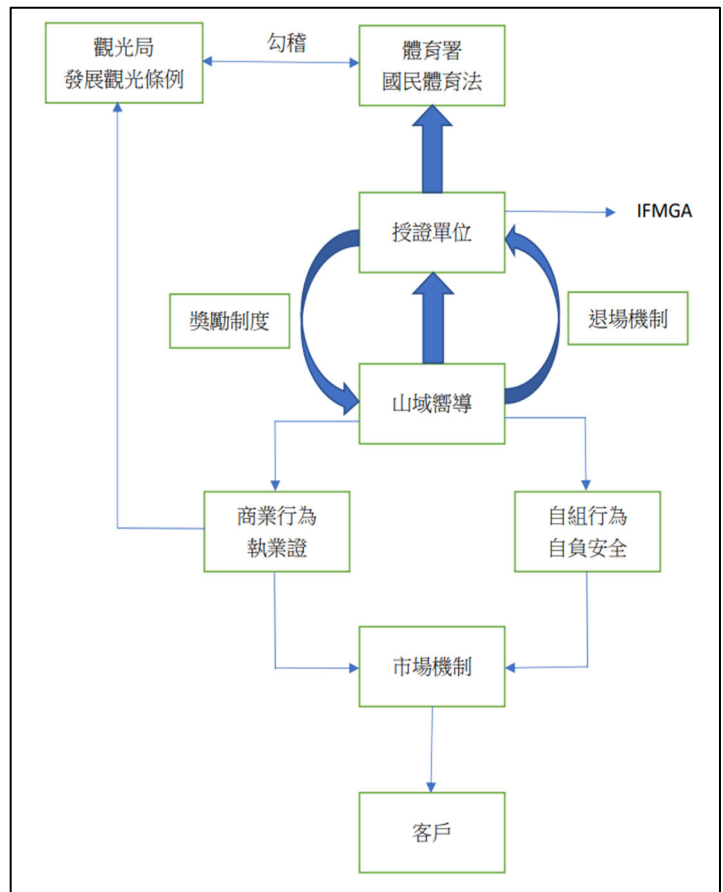 觀光局
發展觀光條例
勾稽
體育署
國民體育法
授證單位
IFMGA
獎勵制度
退場機制
山域嚮導
商業行為
執業證
自組行為
自負安全
市場機制
客戶